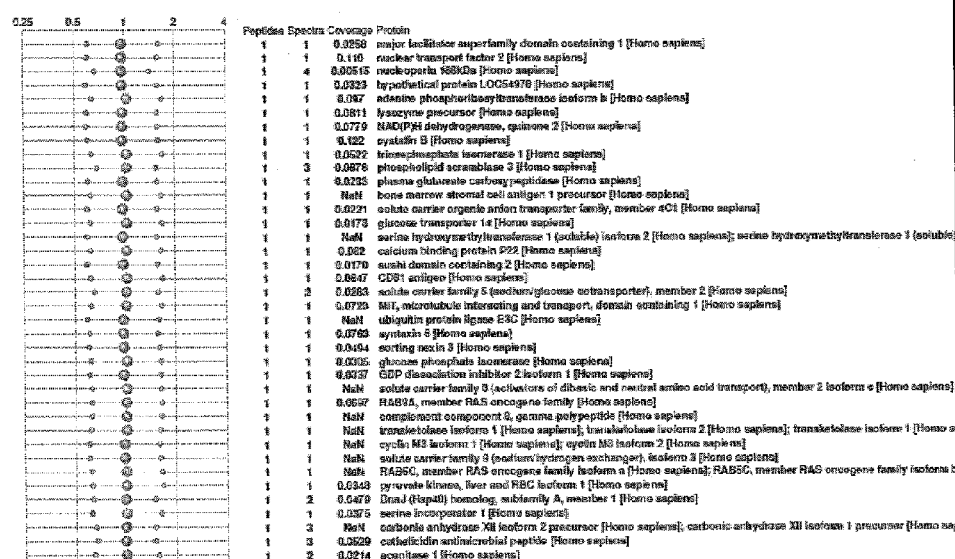 0.25 0.5 1 2 4
Peptides Spectra Coverage Protein
1 1 0.0258 major facilitator superfamily domain containing 1 [Homo sapiens]
1 1 0.110 nuclear transport factor 2 [Homo sapiens]
1 4 0.00515 nucleoporin 188kDa [Homo sapiens]
1 1 0.0323 hypothetical protein LOC54978 [Homo sapiens]
1 1 0.097 adenine phosphoribosyltransferase isoform b [Homo sapiens]
1 1 0.0811 lysozyme precursor [Homo sapiens]
1 1 0.0779 NAD(P)H dehydrogenase, quinone 2 [Homo sapiens]
1 1 0.122 cystatin B [Homo sapiens]
1 1 0.0522 triosephosphate isomerase 1 [Homo sapiens]
1 3 0.0678 phospholipid scramblase 3 [Homo sapiens]
1 1 plasma glutamate carboxypeptidase [Homo sapiens]
1 1 NaN bone marrow stromal cell antigen 1 precursor [Homo sapiens]
1 1 0.0221 solute carrier organic anion transporter family, member 4C1 [Homo sapiens]
1 1 0.0173 glucose transporter 14 [Homo sapiens]
1 1 NaN serine hydroxymethyltransferase 1 (soluble) isoform 2 [Homo sapiens]; serine hydroxymethyltransferase 1 (soluble)
1 1 0.082 calcium binding protein P22 [Homo sapiens]
1 1 0.0170 sushi domain containing 2 [Homo sapiens]
1 1 0.0847 CD81 antigen [Homo sapiens]
1 2 0.0283 solute carrier family 5 (sodium/glucose cotransporter), member 2 [Homo sapiens]
1 1 0.0723 MIT, microtubule interacting and transport, domain containing 1 [Homo sapiens]
1 1 NaN ubiquitin protein ligase E3C [Homo sapiens]
1 1 0.0763 syntaxin 8 [Homo sapiens]
1 1 0.0494 sorting nexin 3 [Homo sapiens]
1 1 glucose phosphate isomerase [Homo sapiens]
1 1 0.0337 GDP dissociation inhibitor 2 isoform 1 [Homo sapiens]
1 1 NaN solute carrier family 3 (activators of dibasic and neutral amino acid transport), member 2 isoform e [Homo sapiens]
1 1 0.0597 RAB9A, member RAS oncogene family [Homo sapiens]
1 1 NaN complement component 8, gamma polypeptide [Homo sapiens]
1 1 NaN transketolase isoform 1 [Homo sapiens]; transketolase isoform 2 [Homo sapiens]; transketolase isoform 1 [Homo s
1 1 NaN cyclin M3 isoform 1 [Homo sapiens]; cyclin M3 isoform 2 [Homo sapiens]
1 1 NaN solute carrier family 9 (sodium/hydrogen exchanger), isoform 3 [Homo sapiens]
1 1 NaN RAB5C, member RAS oncogene family isoform a [Homo sapiens]; RAB5C, member RAS oncogene family isoform b
1 1 0.0348 pyruvate kinase, liver and RBC isoform 1 [Homo sapiens]
1 2 0.0479 DnaJ (Hsp40) homolog, subfamily A, member 1 [Homo sapiens]
1 1 0.0375 serine incorporator 1 [Homo sapiens]
1 3 NaN carbonic anhydrase XII isoform 2 precursor [Homo sapiens]; carbonic anhydrase XII isoform 1 precursor [Homo sap
1 3 0.0529 cathelicidin antimicrobial peptide [Homo sapiens]
1 2 0.0214 aconitase 1 [Homo sapiens]